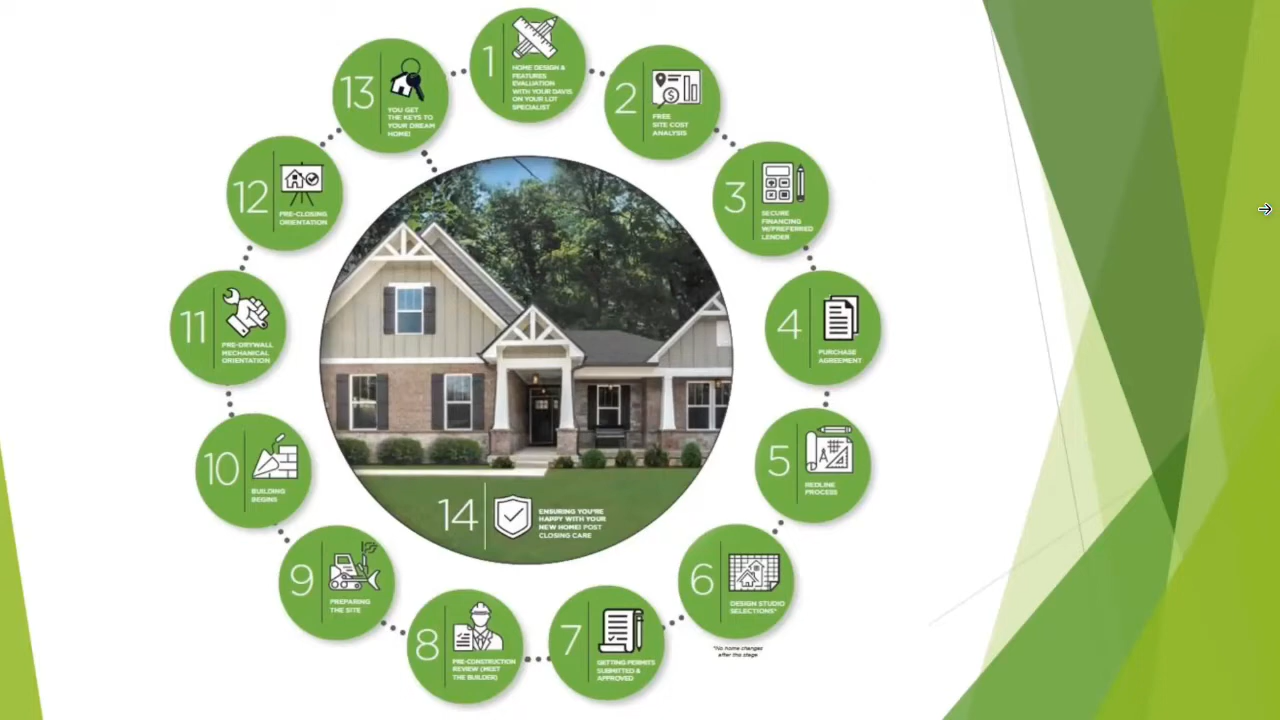 1
HOME DESIGN &
FEATURES
EVALUATION
WITH YOUR DAVIS
ON YOUR LOT
SPECIALIST
2
FREE
SITE COST
ANALYSIS
3
SECURE
FINANCING
W/PREFERRED
LENDER
4
PURCHASE
AGREEMENT
5
REDLINE
PROCESS
6
DESIGN STUDIO
SELECTIONS*
*No home changes
after this stage
7
GETTING PERMITS
SUBMITTED &
APPROVED
8
PRE-CONSTRUCTION
REVIEW (MEET
THE BUILDER)
9
PREPARING
THE SITE
10
BUILDING
BEGINS
11
PRE-DRYWALL
MECHANICAL
ORIENTATION
12
PRE-CLOSING
ORIENTATION
13
YOU GET
THE KEYS TO
YOUR DREAM
HOME!
14
ENSURING YOU'RE
HAPPY WITH YOUR
NEW HOME! POST
CLOSING CARE